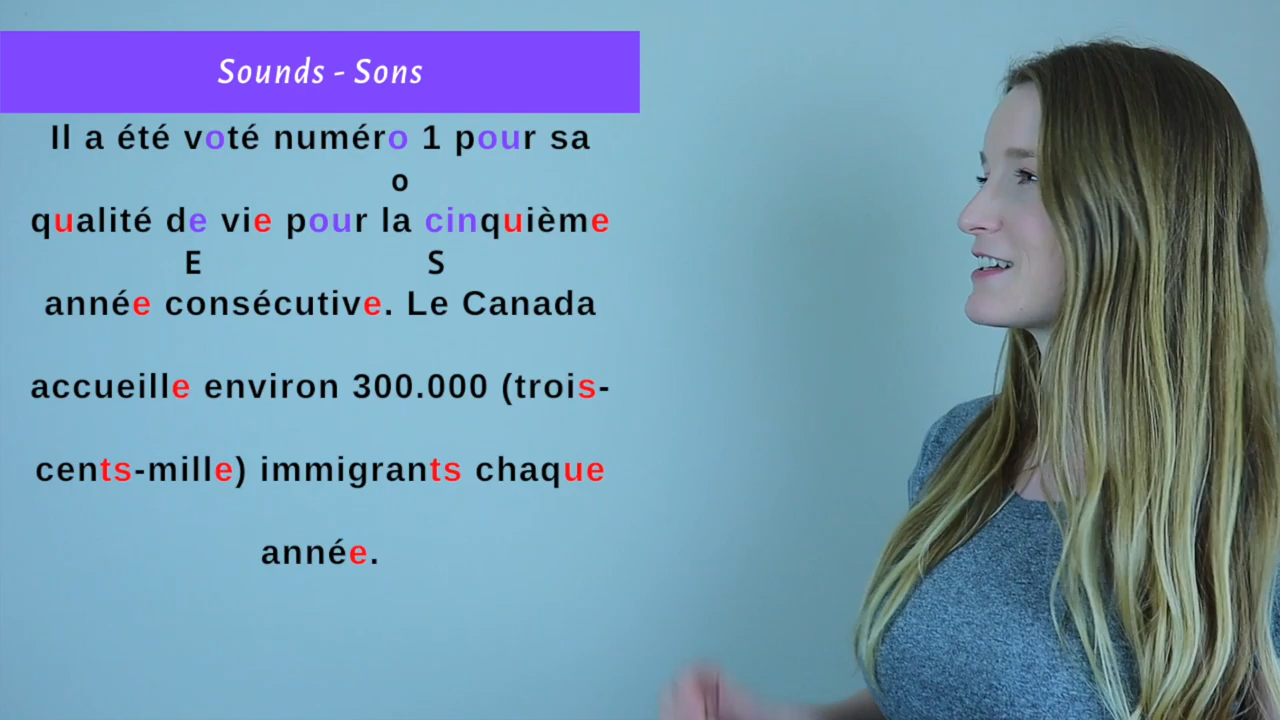 Sounds - Sons
Il a été voté numéro 1 pour sa
o
qualité de vie pour la cinquième
E S
année consécutive. Le Canada
accueille environ 300.000 (trois-
cents-mille) immigrants chaque
année.